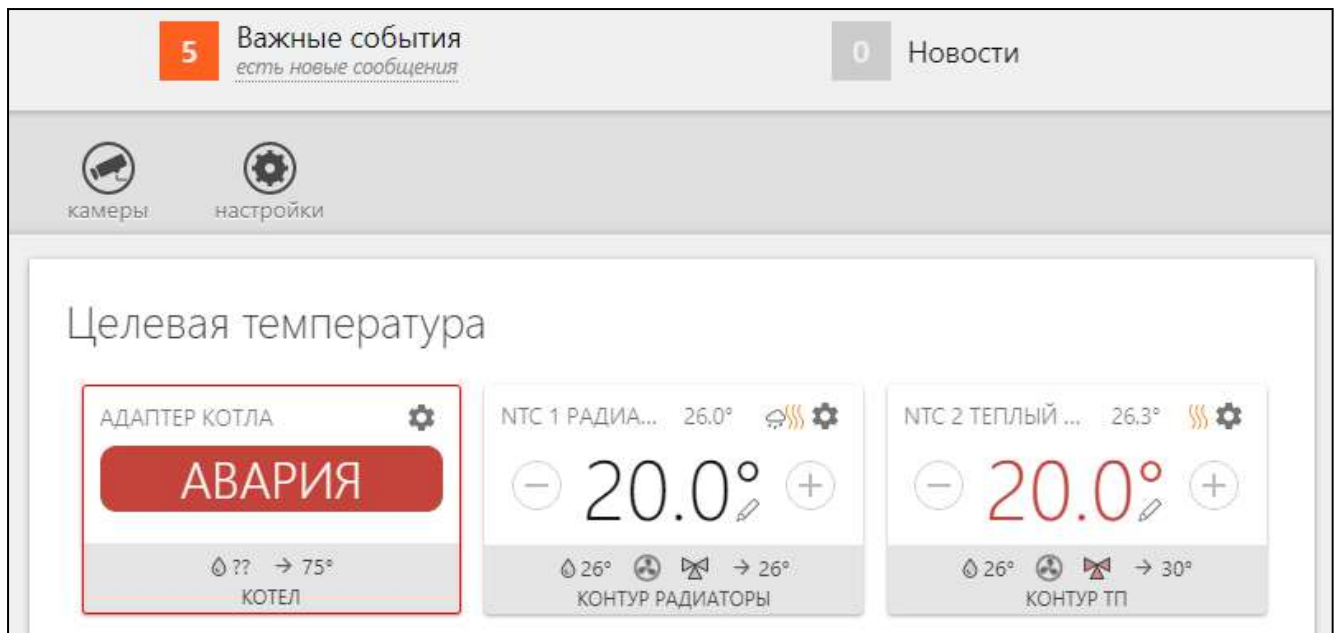 5 Важные события
есть новые сообщения
0 Новости
камеры настройки
Целевая температура
АДАПТЕР КОТЛА
АВАРИЯ
?? → 75°
КОТЕЛ
NTC 1 РАДИА... 26.0°
20.0°
26° → 26°
КОНТУР РАДИАТОРЫ
NTC 2 ТЕПЛЫЙ ... 26.3°
20.0°
26° → 30°
КОНТУР ТП